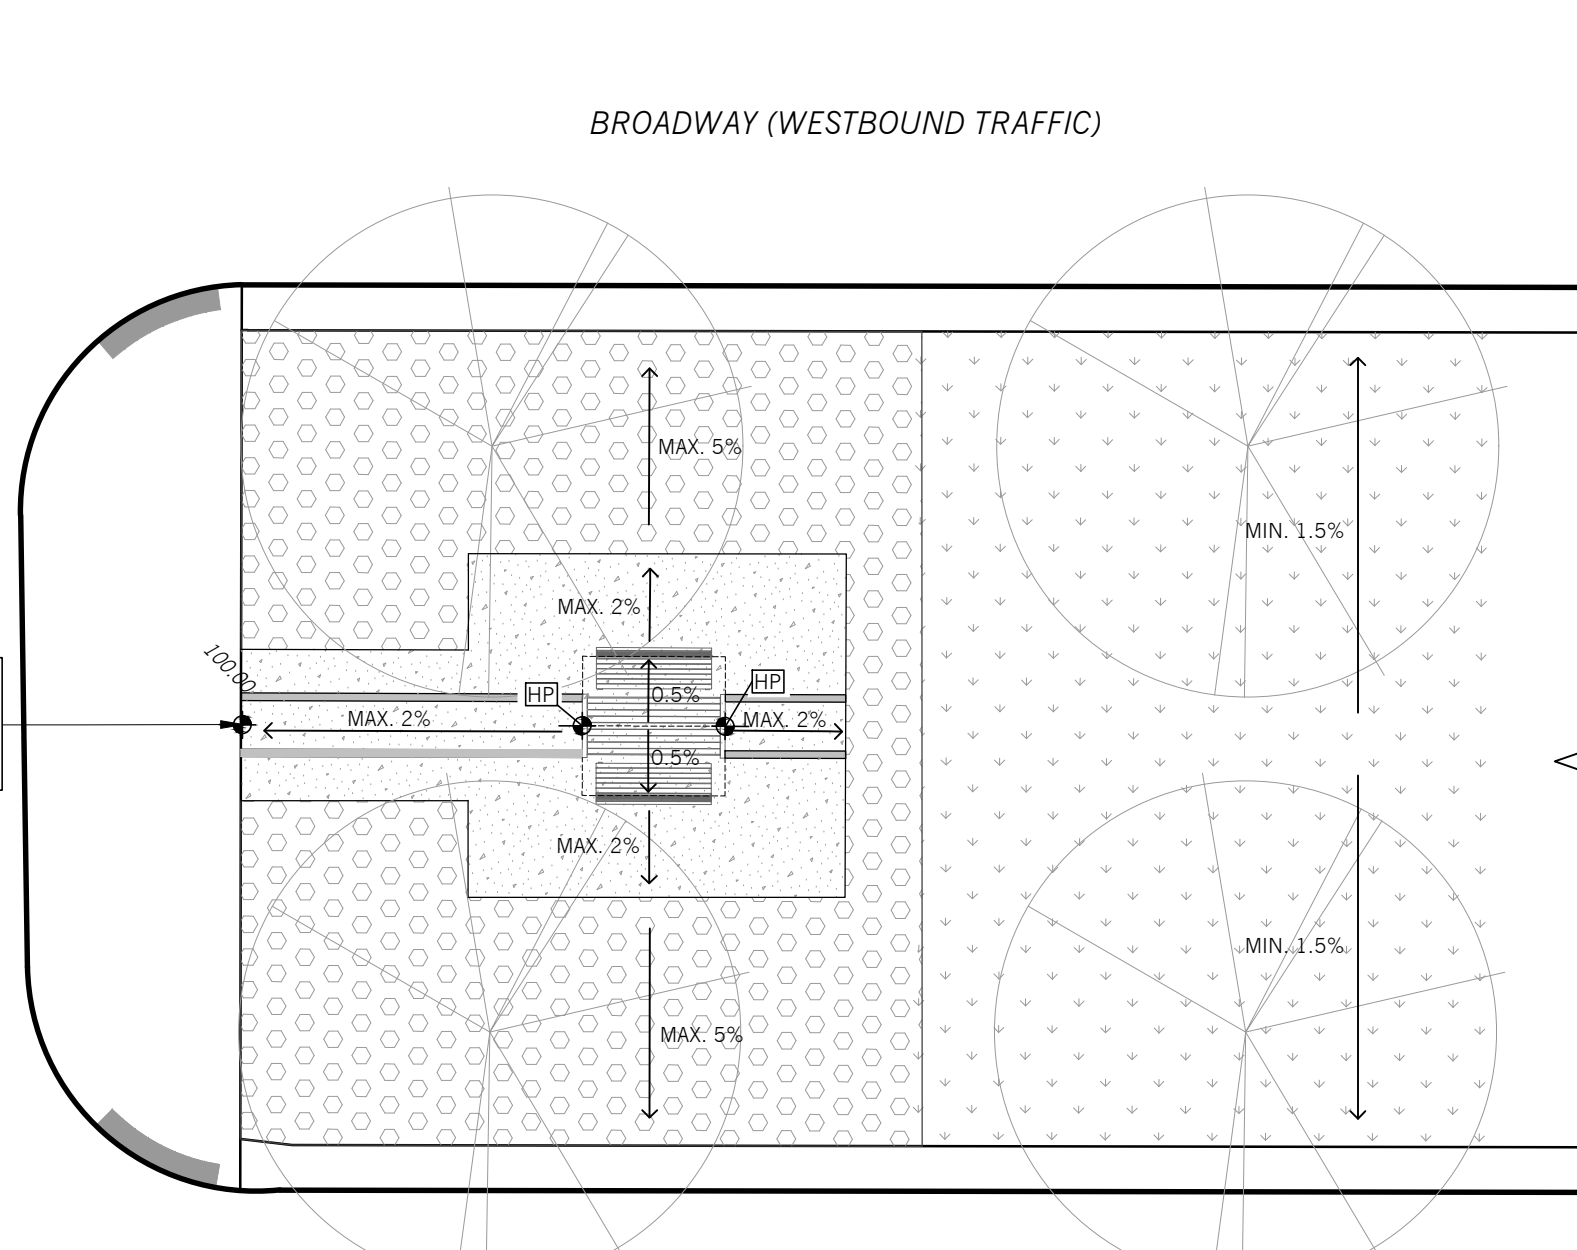 BROADWAY (WESTBOUND TRAFFIC)
MAX. 5%
MIN. 1.5%
MAX. 2%
100.00
HP
0.5%
HP
MAX. 2%
MAX. 2%
0.5%
MAX. 2%
MIN. 1.5%
MAX. 5%